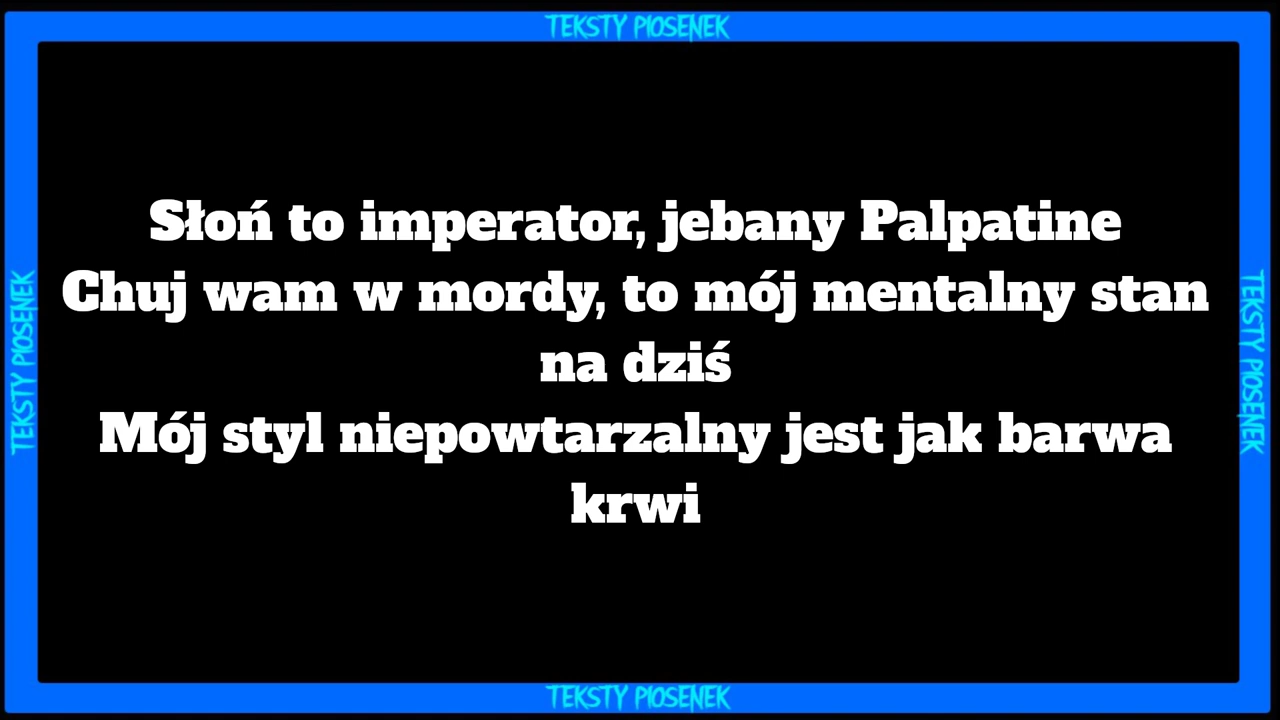 TEKSTY PIOSENEK
Słoń to imperator, jebany Palpatine
Chuj wam w mordy, to mój mentalny stan
na dziś
Mój styl niepowtarzalny jest jak barwa
krwi
TEKSTY PIOSENEK
TEKSTY PIOSENEK
TEKSTY PIOSENEK